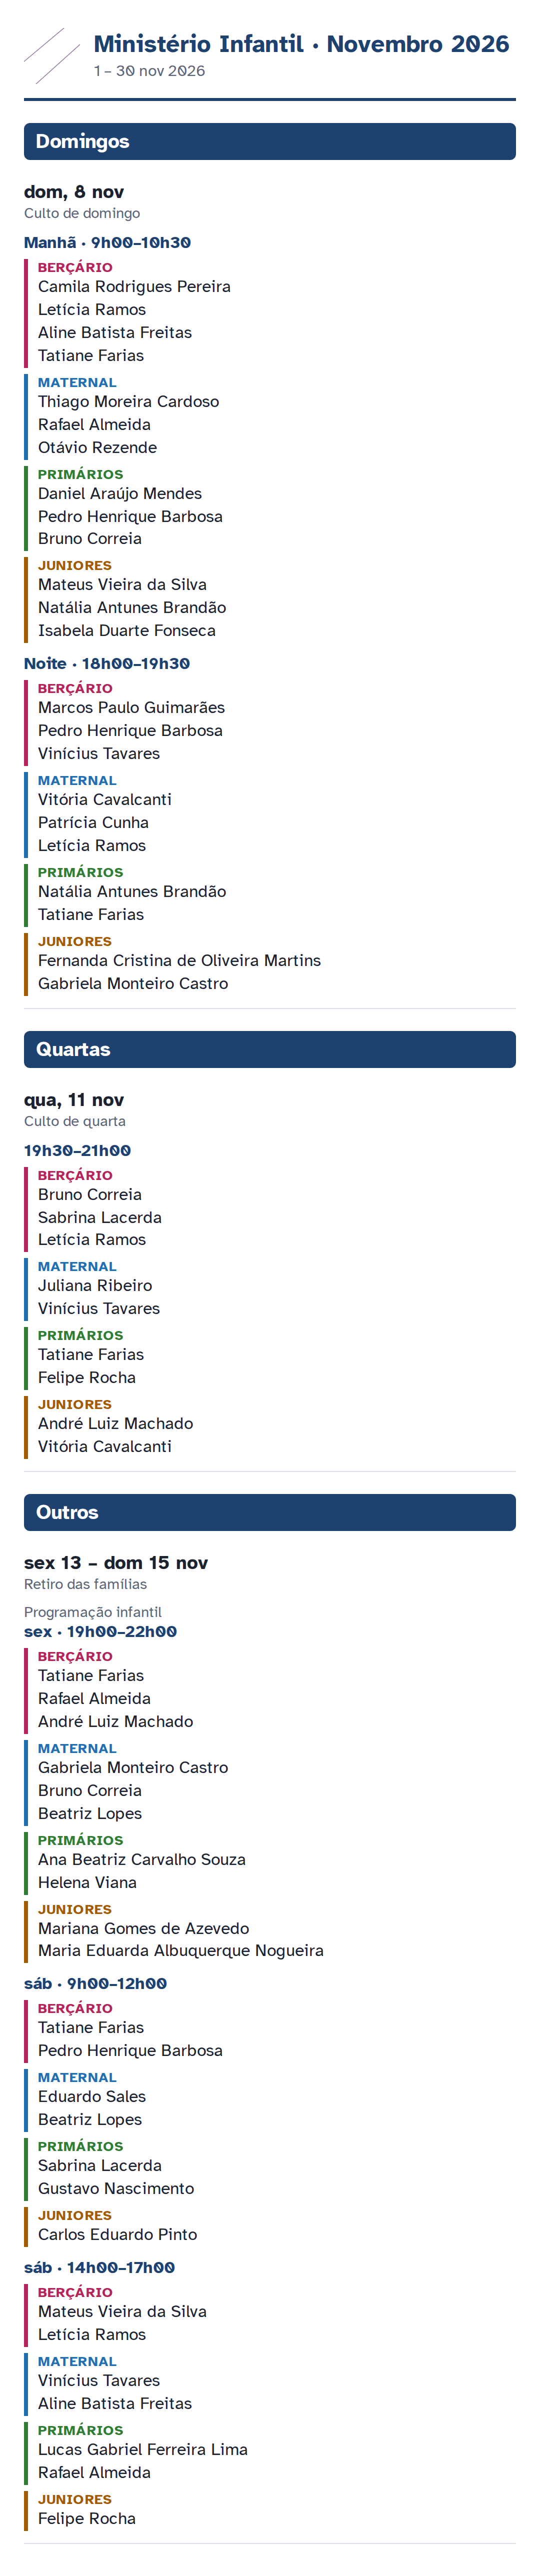 Ministério Infantil · Novembro 2026
1 – 30 nov 2026
Domingos
dom, 8 nov
Culto de domingo
Manhã · 9h00–10h30
BERÇÁRIO
Camila Rodrigues Pereira
Letícia Ramos
Aline Batista Freitas
Tatiane Farias
MATERNAL
Thiago Moreira Cardoso
Rafael Almeida
Otávio Rezende
PRIMÁRIOS
Daniel Araújo Mendes
Pedro Henrique Barbosa
Bruno Correia
JUNIORES
Mateus Vieira da Silva
Natália Antunes Brandão
Isabela Duarte Fonseca
Noite · 18h00–19h30
BERÇÁRIO
Marcos Paulo Guimarães
Pedro Henrique Barbosa
Vinícius Tavares
MATERNAL
Vitória Cavalcanti
Patrícia Cunha
Letícia Ramos
PRIMÁRIOS
Natália Antunes Brandão
Tatiane Farias
JUNIORES
Fernanda Cristina de Oliveira Martins
Gabriela Monteiro Castro
Quartas
qua, 11 nov
Culto de quarta
19h30–21h00
BERÇÁRIO
Bruno Correia
Sabrina Lacerda
Letícia Ramos
MATERNAL
Juliana Ribeiro
Vinícius Tavares
PRIMÁRIOS
Tatiane Farias
Felipe Rocha
JUNIORES
André Luiz Machado
Vitória Cavalcanti
Outros
sex 13 – dom 15 nov
Retiro das famílias
Programação infantil
sex · 19h00–22h00
BERÇÁRIO
Tatiane Farias
Rafael Almeida
André Luiz Machado
MATERNAL
Gabriela Monteiro Castro
Bruno Correia
Beatriz Lopes
PRIMÁRIOS
Ana Beatriz Carvalho Souza
Helena Viana
JUNIORES
Mariana Gomes de Azevedo
Maria Eduarda Albuquerque Nogueira
sáb · 9h00–12h00
BERÇÁRIO
Tatiane Farias
Pedro Henrique Barbosa
MATERNAL
Eduardo Sales
Beatriz Lopes
PRIMÁRIOS
Sabrina Lacerda
Gustavo Nascimento
JUNIORES
Carlos Eduardo Pinto
sáb · 14h00–17h00
BERÇÁRIO
Mateus Vieira da Silva
Letícia Ramos
MATERNAL
Vinícius Tavares
Aline Batista Freitas
PRIMÁRIOS
Lucas Gabriel Ferreira Lima
Rafael Almeida
JUNIORES
Felipe Rocha